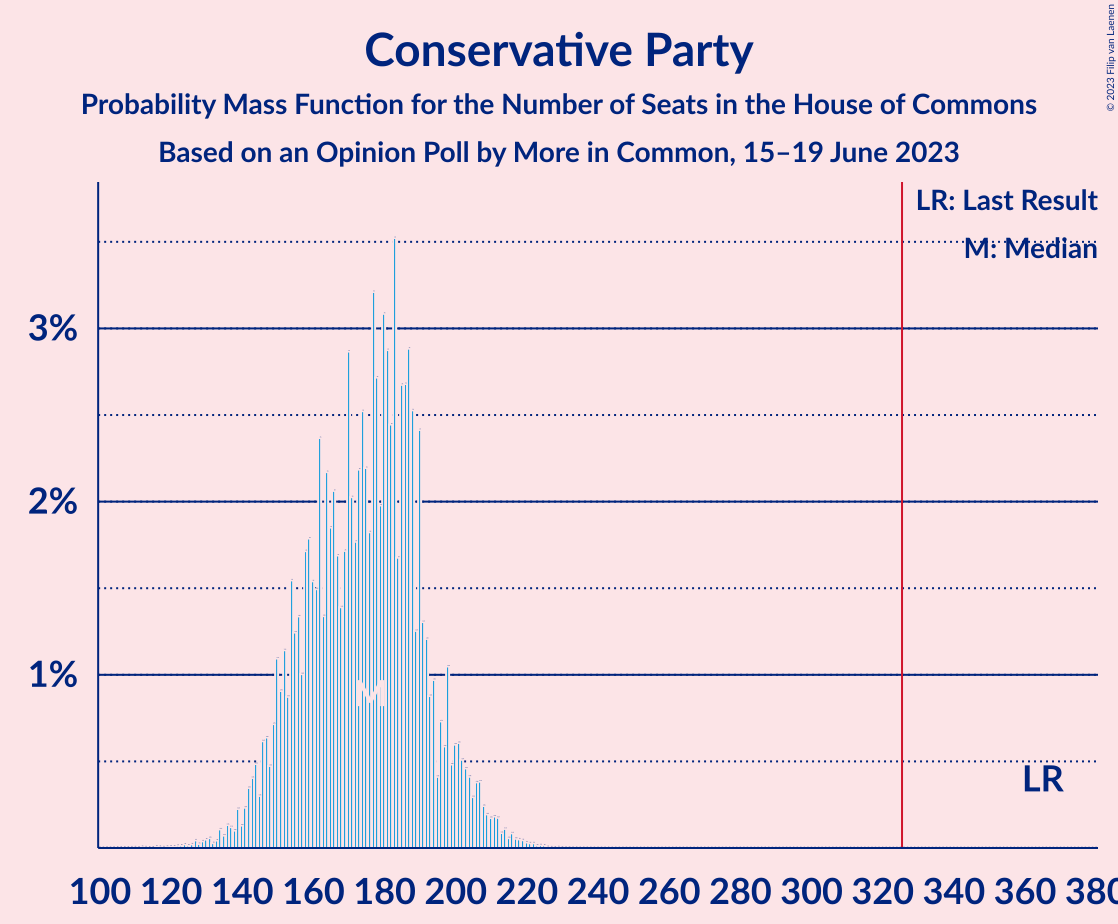 Conservative Party
Probability Mass Function for the Number of Seats in the House of Commons
Based on an Opinion Poll by More in Common, 15–19 June 2023
© 2023 Filip van Laenen
LR: Last Result
M: Median
3%
2%
1%
M
LR
100 120 140 160 180 200 220 240 260 280 300 320 340 360 380